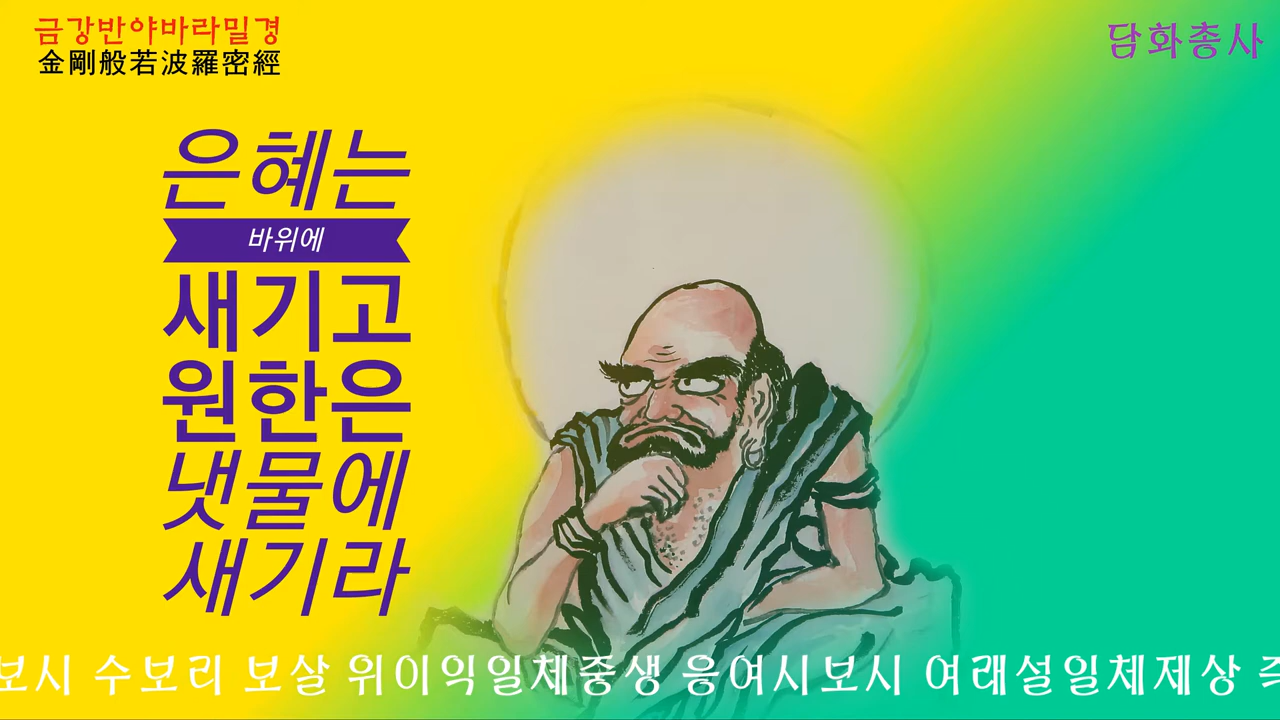 금강반야바라밀경
金剛般若波羅密經
담화총사
은혜는
바위에
새기고
원한은
냇물에
새기라
보시 수보리 보살 위이익일체중생 응여시보시 여래설일체제상